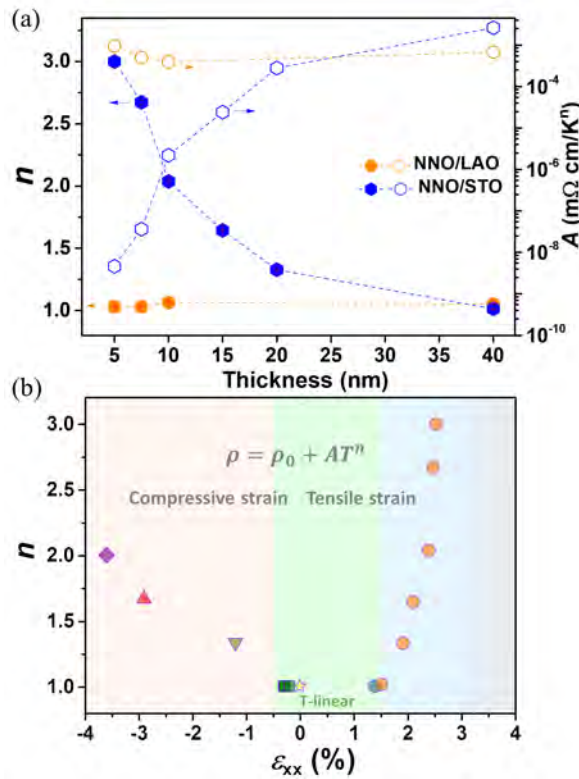 (a)
3.0
2.5
2.0
1.5
1.0
n
10⁻⁴
10⁻⁶
10⁻⁸
10⁻¹⁰
A (mΩ cm/Kⁿ)
NNO/LAO
NNO/STO
5 10 15 20 25 30 35 40
Thickness (nm)
(b)
3.0
2.5
2.0
1.5
1.0
n
ρ = ρ₀ + ATⁿ
Compressive strain Tensile strain
T-linear
-4 -3 -2 -1 0 1 2 3 4
εₓₓ (%)